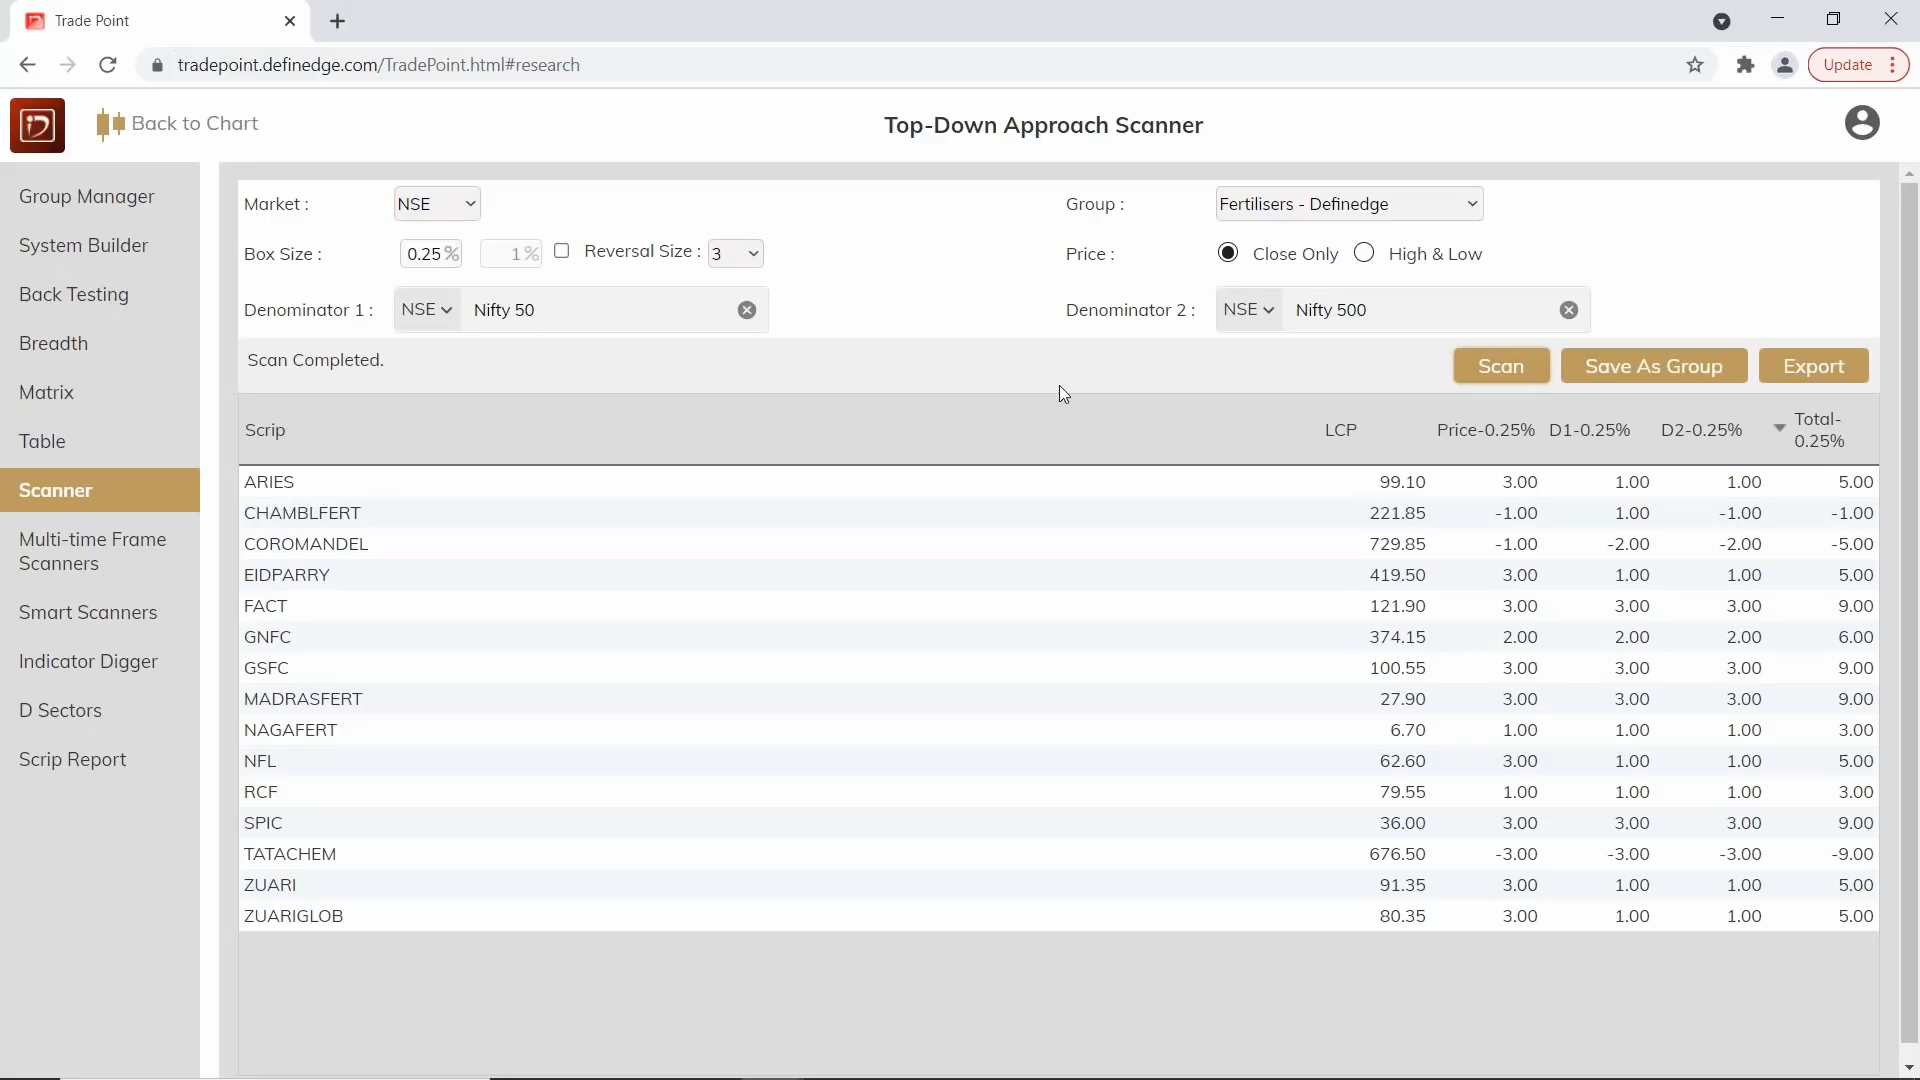 Trade Point
tradepoint.definedge.com/TradePoint.html#research
Update
Back to Chart
Top-Down Approach Scanner
Group Manager
System Builder
Back Testing
Breadth
Matrix
Table
Scanner
Multi-time Frame
Scanners
Smart Scanners
Indicator Digger
D Sectors
Scrip Report
Market : NSE Group : Fertilisers - Definedge
Box Size : 0.25% 1% Reversal Size : 3 Price : Close Only High & Low
Denominator 1 : NSE Nifty 50 Denominator 2 : NSE Nifty 500
Scan Completed. Scan Save As Group Export
Scrip LCP Price-0.25% D1-0.25% D2-0.25% Total-
0.25%
ARIES 99.10 3.00 1.00 1.00 5.00
CHAMBLFERT 221.85 -1.00 1.00 -1.00 -1.00
COROMANDEL 729.85 -1.00 -2.00 -2.00 -5.00
EIDPARRY 419.50 3.00 1.00 1.00 5.00
FACT 121.90 3.00 3.00 3.00 9.00
GNFC 374.15 2.00 2.00 2.00 6.00
GSFC 100.55 3.00 3.00 3.00 9.00
MADRASFERT 27.90 3.00 3.00 3.00 9.00
NAGAFERT 6.70 1.00 1.00 1.00 3.00
NFL 62.60 3.00 1.00 1.00 5.00
RCF 79.55 1.00 1.00 1.00 3.00
SPIC 36.00 3.00 3.00 3.00 9.00
TATACHEM 676.50 -3.00 -3.00 -3.00 -9.00
ZUARI 91.35 3.00 1.00 1.00 5.00
ZUARIGLOB 80.35 3.00 1.00 1.00 5.00